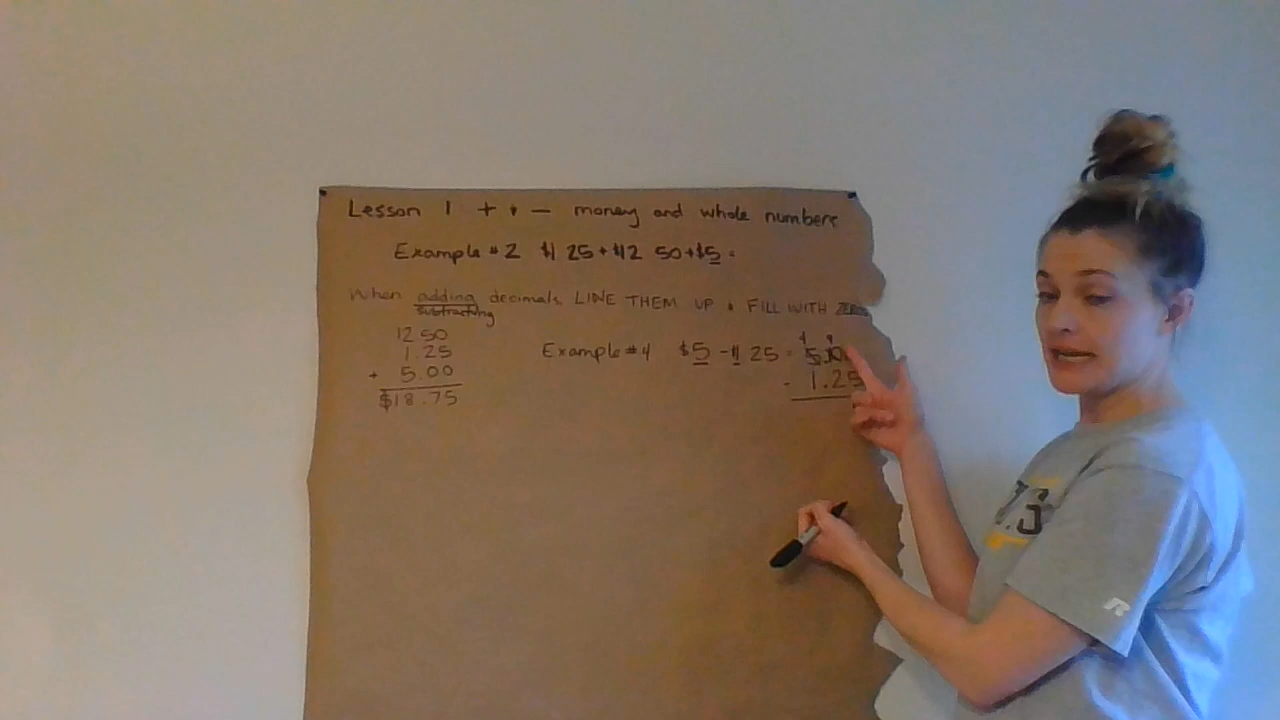 Lesson 1 + + − money and whole numbers
Example #2 $1 25 + $12 50 + $5 =
When adding decimals, LINE THEM UP + FILL WITH ZEROS
subtracting
12 50
1.25
+ 5.00
$18.75
Example #4 $5 − $1 25 =
- 1.25